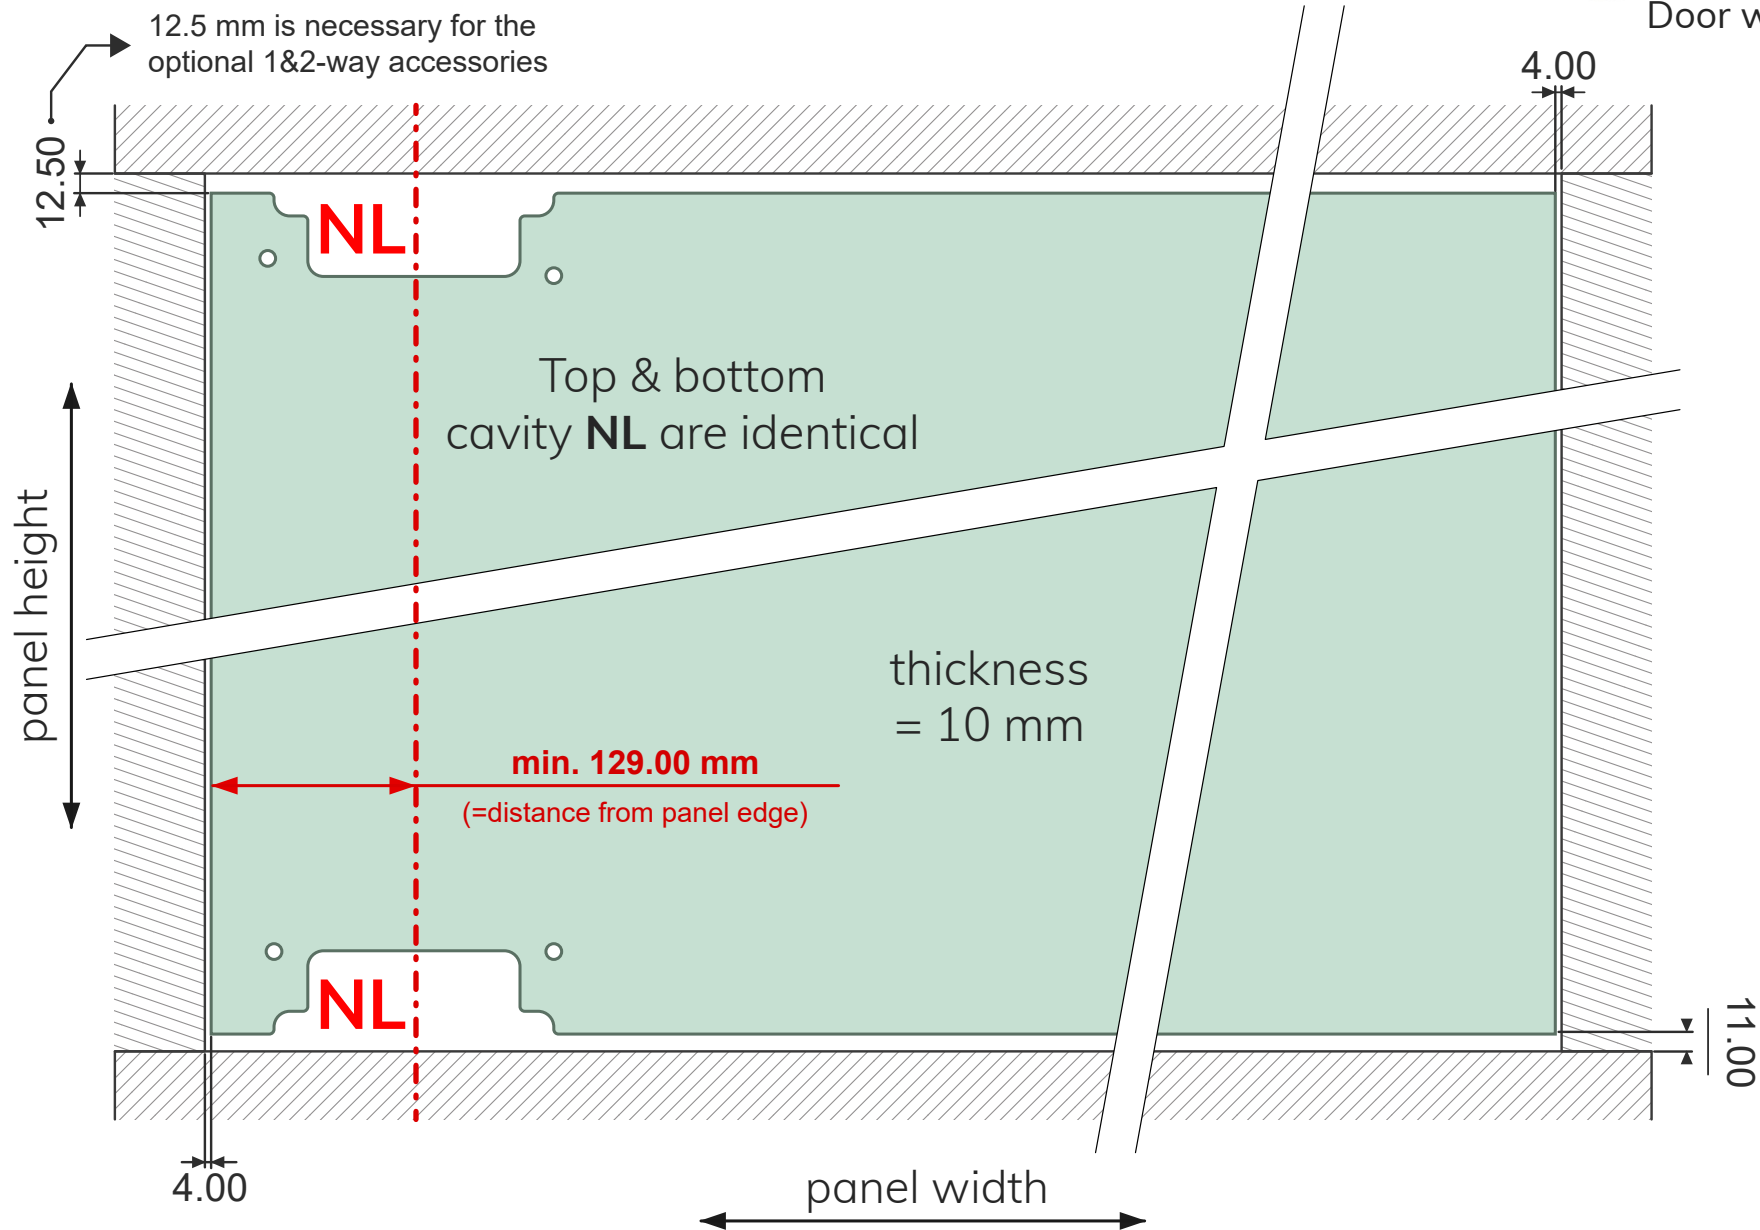 12.5 mm is necessary for the
optional 1&2-way accessories
Door w
4.00
12.50
NL
Top & bottom
cavity NL are identical
panel height
thickness
= 10 mm
min. 129.00 mm
(=distance from panel edge)
NL
11.00
4.00
panel width